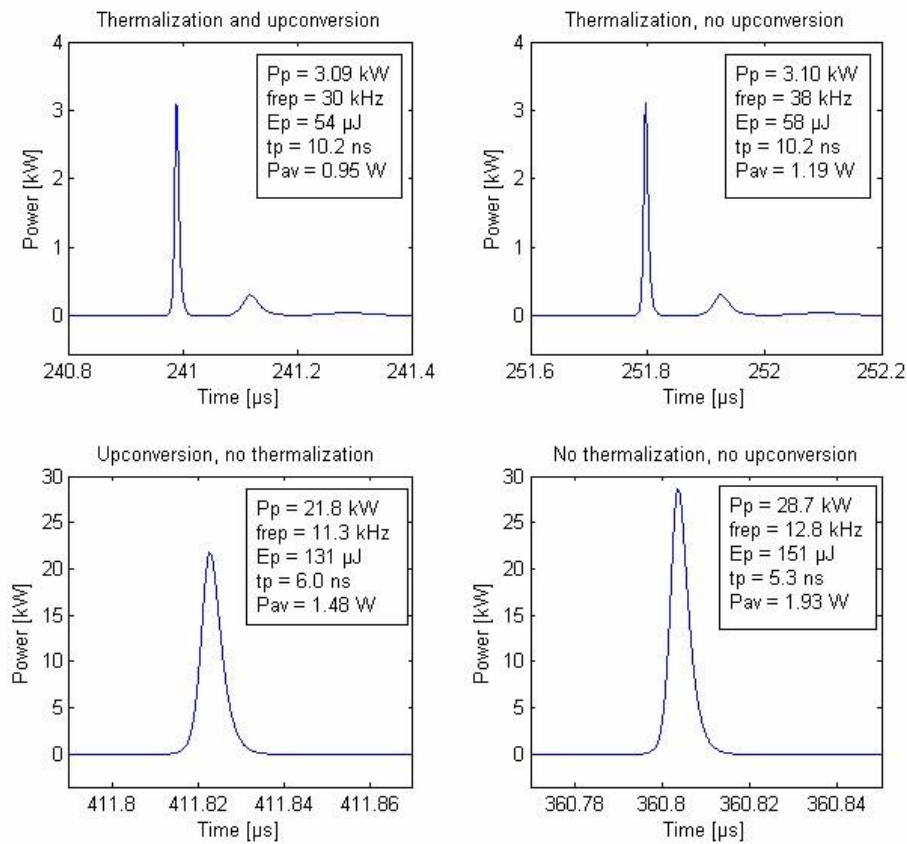 Thermalization and upconversion
Pp = 3.09 kW
frep = 30 kHz
Ep = 54 µJ
tp = 10.2 ns
Pav = 0.95 W
Power [kW]
4
3
2
1
0
240.8 241 241.2 241.4
Time [µs]
Thermalization, no upconversion
Pp = 3.10 kW
frep = 38 kHz
Ep = 58 µJ
tp = 10.2 ns
Pav = 1.19 W
Power [kW]
4
3
2
1
0
251.6 251.8 252 252.2
Time [µs]
Upconversion, no thermalization
Pp = 21.8 kW
frep = 11.3 kHz
Ep = 131 µJ
tp = 6.0 ns
Pav = 1.48 W
Power [kW]
30
25
20
15
10
5
0
411.8 411.82 411.84 411.86
Time [µs]
No thermalization, no upconversion
Pp = 28.7 kW
frep = 12.8 kHz
Ep = 151 µJ
tp = 5.3 ns
Pav = 1.93 W
Power [kW]
30
25
20
15
10
5
0
360.78 360.8 360.82 360.84
Time [µs]